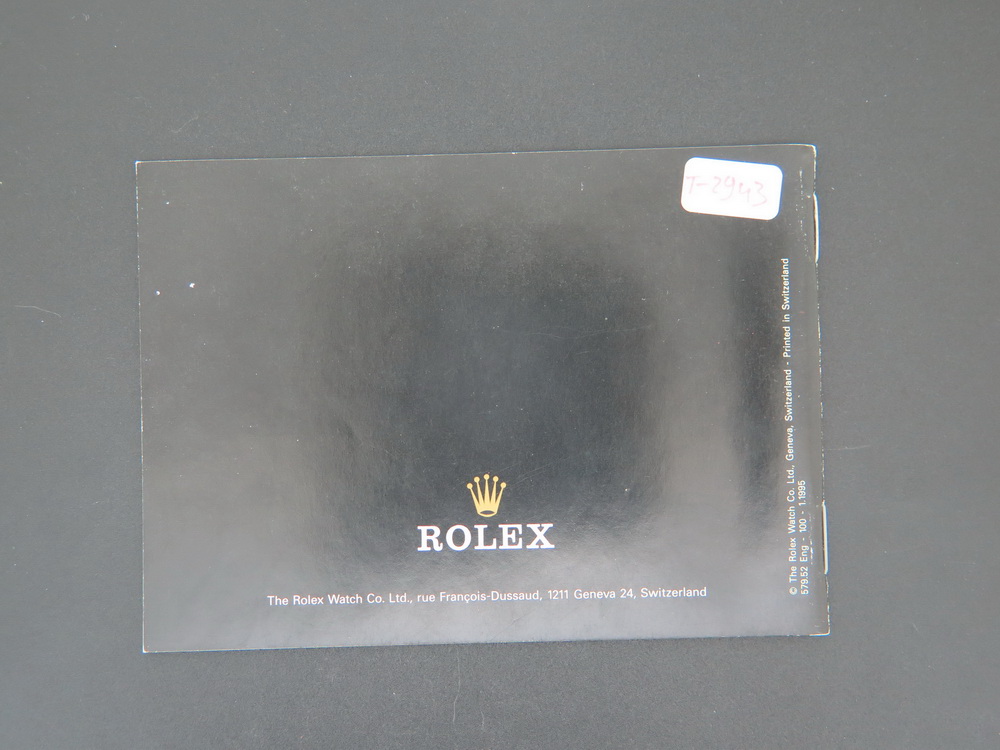 T-2943
ROLEX
The Rolex Watch Co. Ltd., rue François-Dussaud, 1211 Geneva 24, Switzerland
© The Rolex Watch Co. Ltd., Geneva, Switzerland - Printed in Switzerland
579.52 Eng - 100 - 1.1995